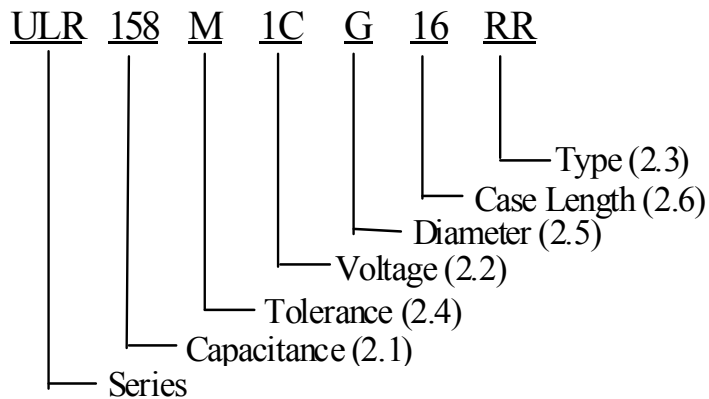 ULR 158 M 1C G 16 RR
Type (2.3)
Case Length (2.6)
Diameter (2.5)
Voltage (2.2)
Tolerance (2.4)
Capacitance (2.1)
Series